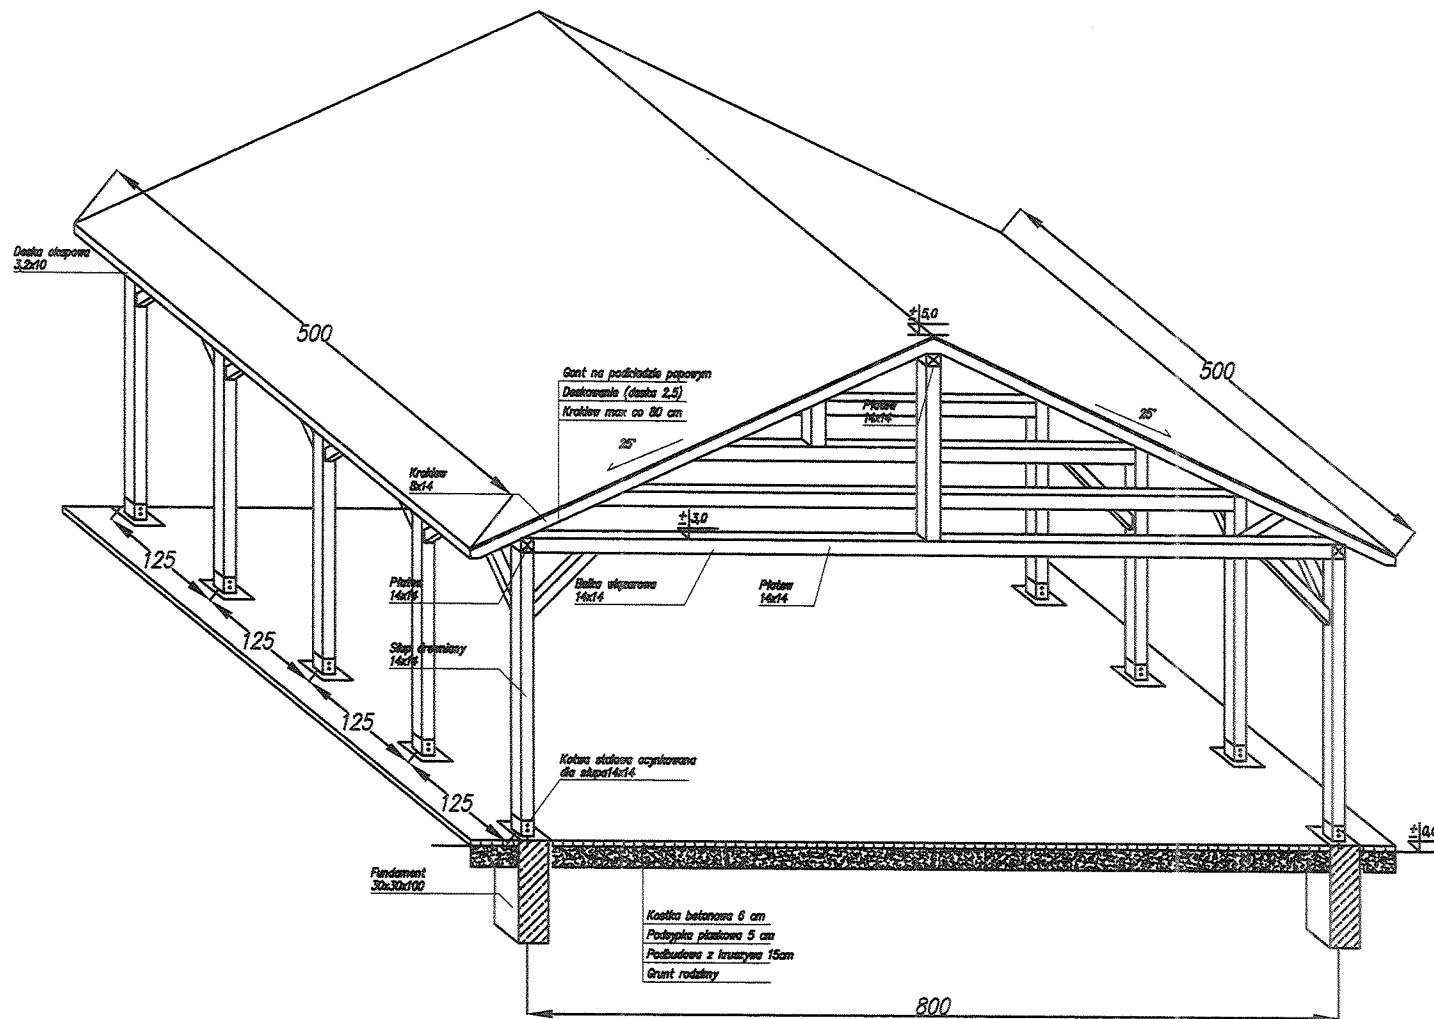 Deska okapowa
3,2x10
500
500
±5,0
Gont na podkładzie papowym
Deskowanie (deska 2,5)
Krokiew max co 80 cm
Płatew
14x14
25°
25°
Krokiew
8x14
±3,0
125
125
125
125
Płatew
14x14
Belka wiązarowa
14x14
Płatew
14x14
Słup drewniany
14x14
Kotwa stalowa ocynkowana
dla słupa14x14
±0,0
Fundament
30x30x100
Kostka betonowa 6 cm
Podsypka piaskowa 5 cm
Podbudowa z kruszywa 15cm
Grunt rodzimy
800